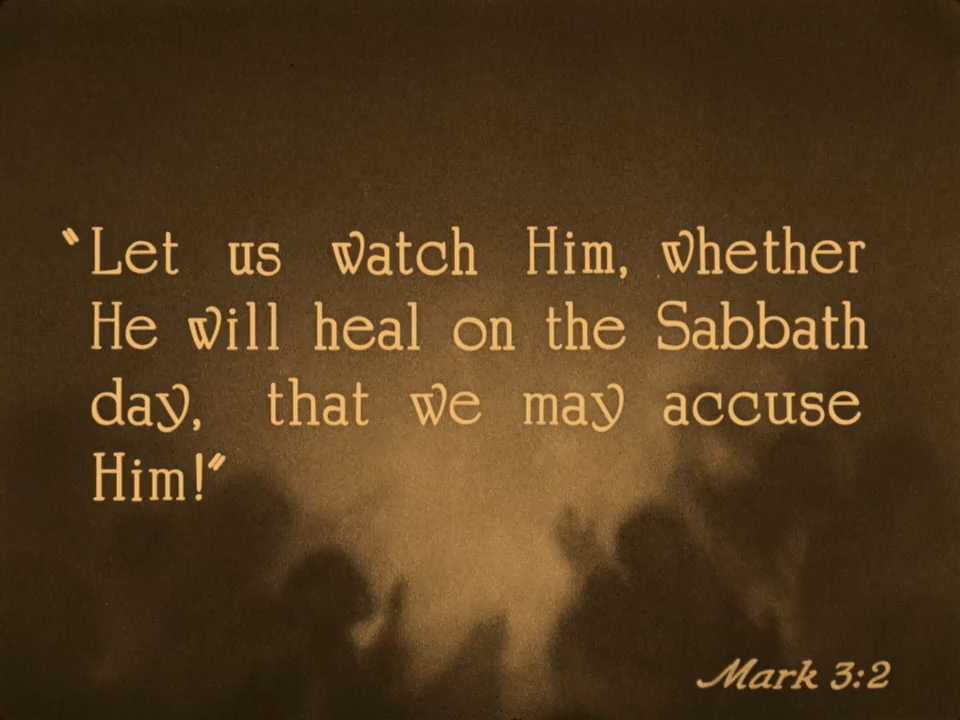 "Let us watch Him, whether
He will heal on the Sabbath
day, that we may accuse
Him!"
Mark 3:2